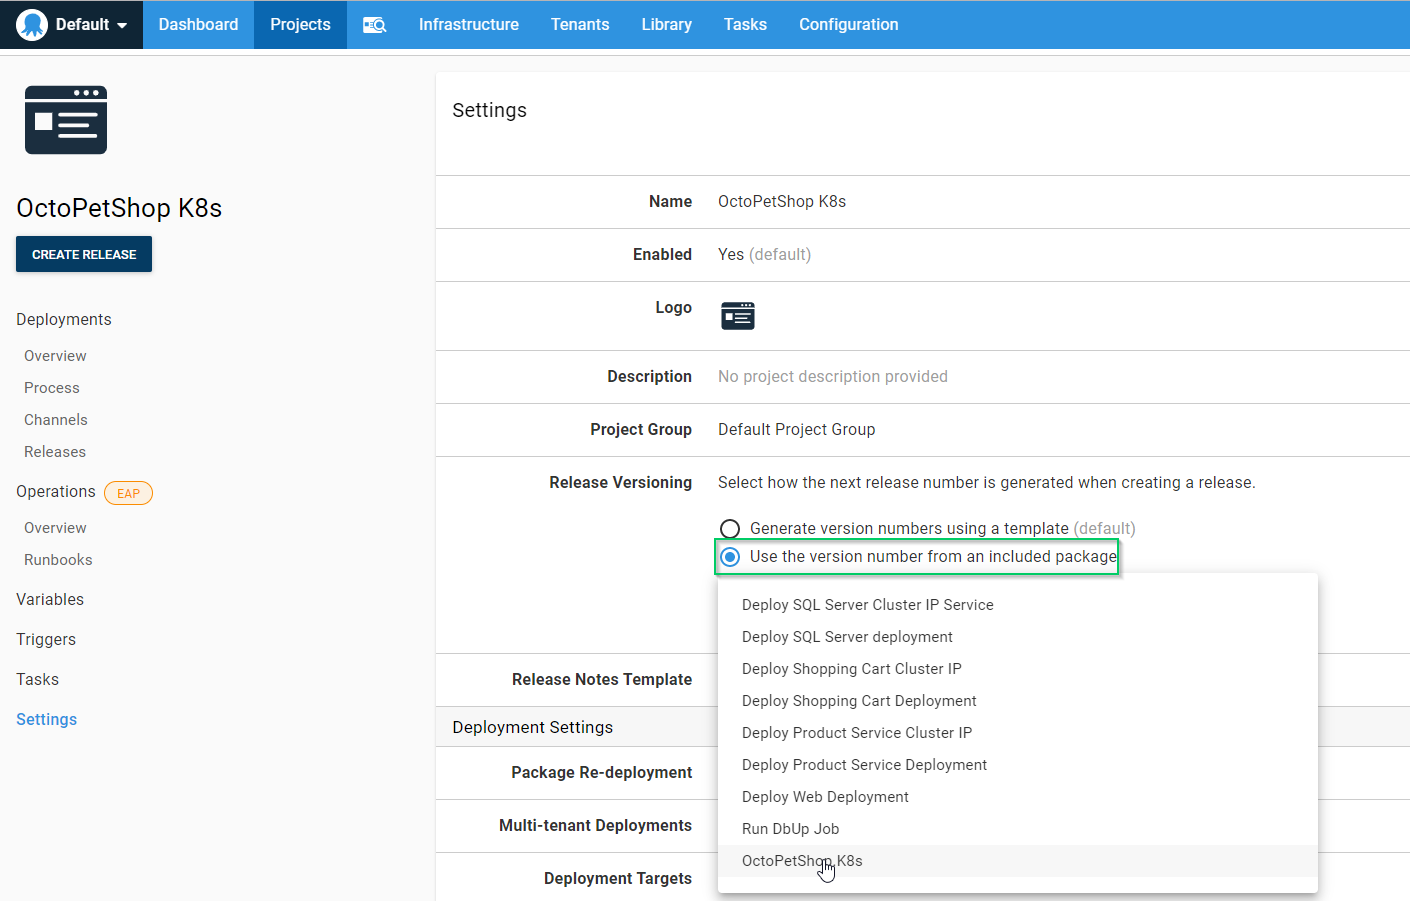 Default Dashboard Projects Infrastructure Tenants Library Tasks Configuration
OctoPetShop K8s
CREATE RELEASE
Deployments
Overview
Process
Channels
Releases
Operations EAP
Overview
Runbooks
Variables
Triggers
Tasks
Settings
Settings
Name OctoPetShop K8s
Enabled Yes (default)
Logo
Description No project description provided
Project Group Default Project Group
Release Versioning Select how the next release number is generated when creating a release.
Generate version numbers using a template (default)
Use the version number from an included package
Deploy SQL Server Cluster IP Service
Deploy SQL Server deployment
Deploy Shopping Cart Cluster IP
Deploy Shopping Cart Deployment
Deploy Product Service Cluster IP
Deploy Product Service Deployment
Deploy Web Deployment
Run DbUp Job
OctoPetShop K8s
Release Notes Template
Deployment Settings
Package Re-deployment
Multi-tenant Deployments
Deployment Targets